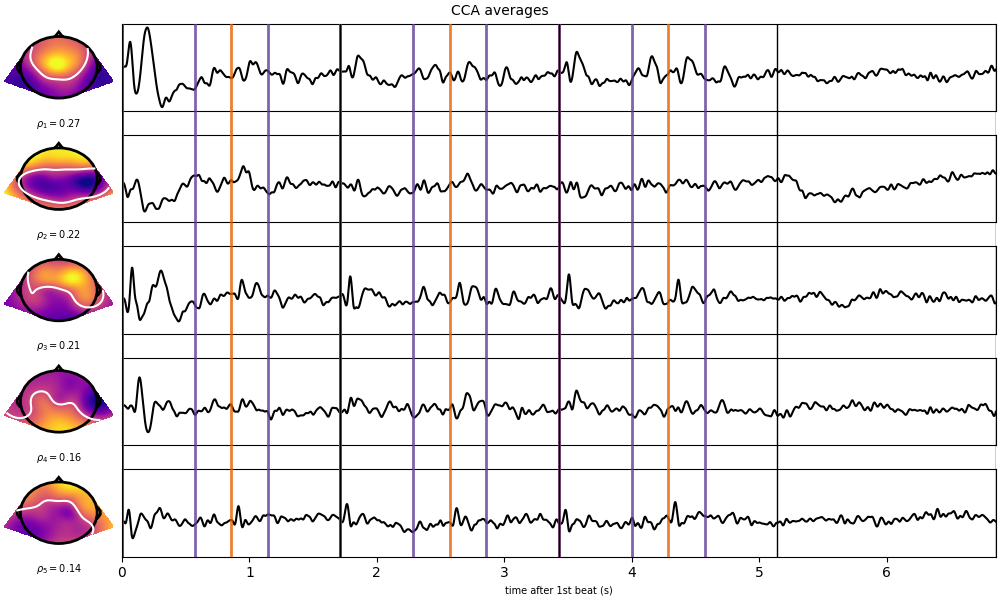 CCA averages
ρ₁ = 0.27
ρ₂ = 0.22
ρ₃ = 0.21
ρ₄ = 0.16
ρ₅ = 0.14
0 1 2 3 4 5 6
time after 1st beat (s)